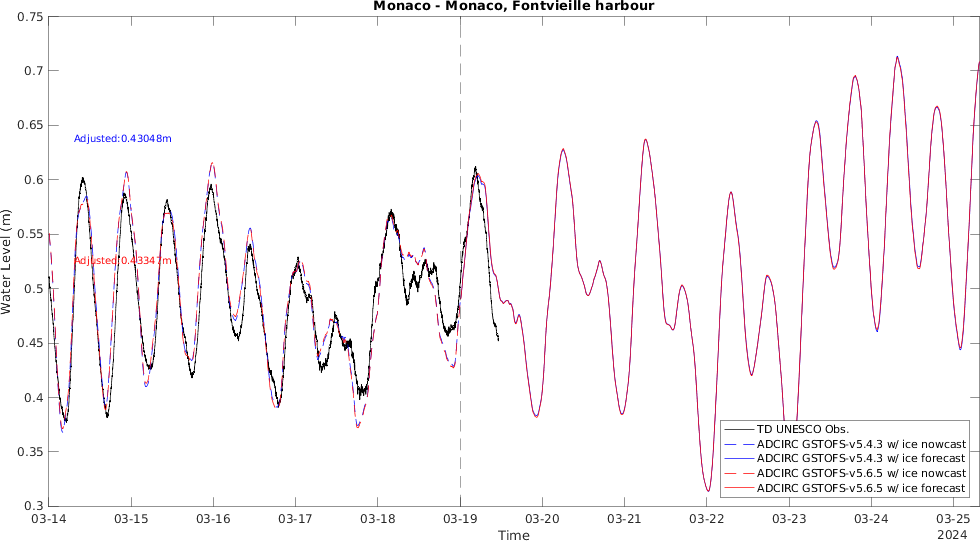 Monaco - Monaco, Fontvieille harbour
0.75
0.7
0.65
0.6
0.55
0.5
0.45
0.4
0.35
0.3
Water Level (m)
Adjusted:0.43048m
Adjusted:0.43347m
TD UNESCO Obs.
ADCIRC GSTOFS-v5.4.3 w/ ice nowcast
ADCIRC GSTOFS-v5.4.3 w/ ice forecast
ADCIRC GSTOFS-v5.6.5 w/ ice nowcast
ADCIRC GSTOFS-v5.6.5 w/ ice forecast
03-14 03-15 03-16 03-17 03-18 03-19 03-20 03-21 03-22 03-23 03-24 03-25
Time
2024